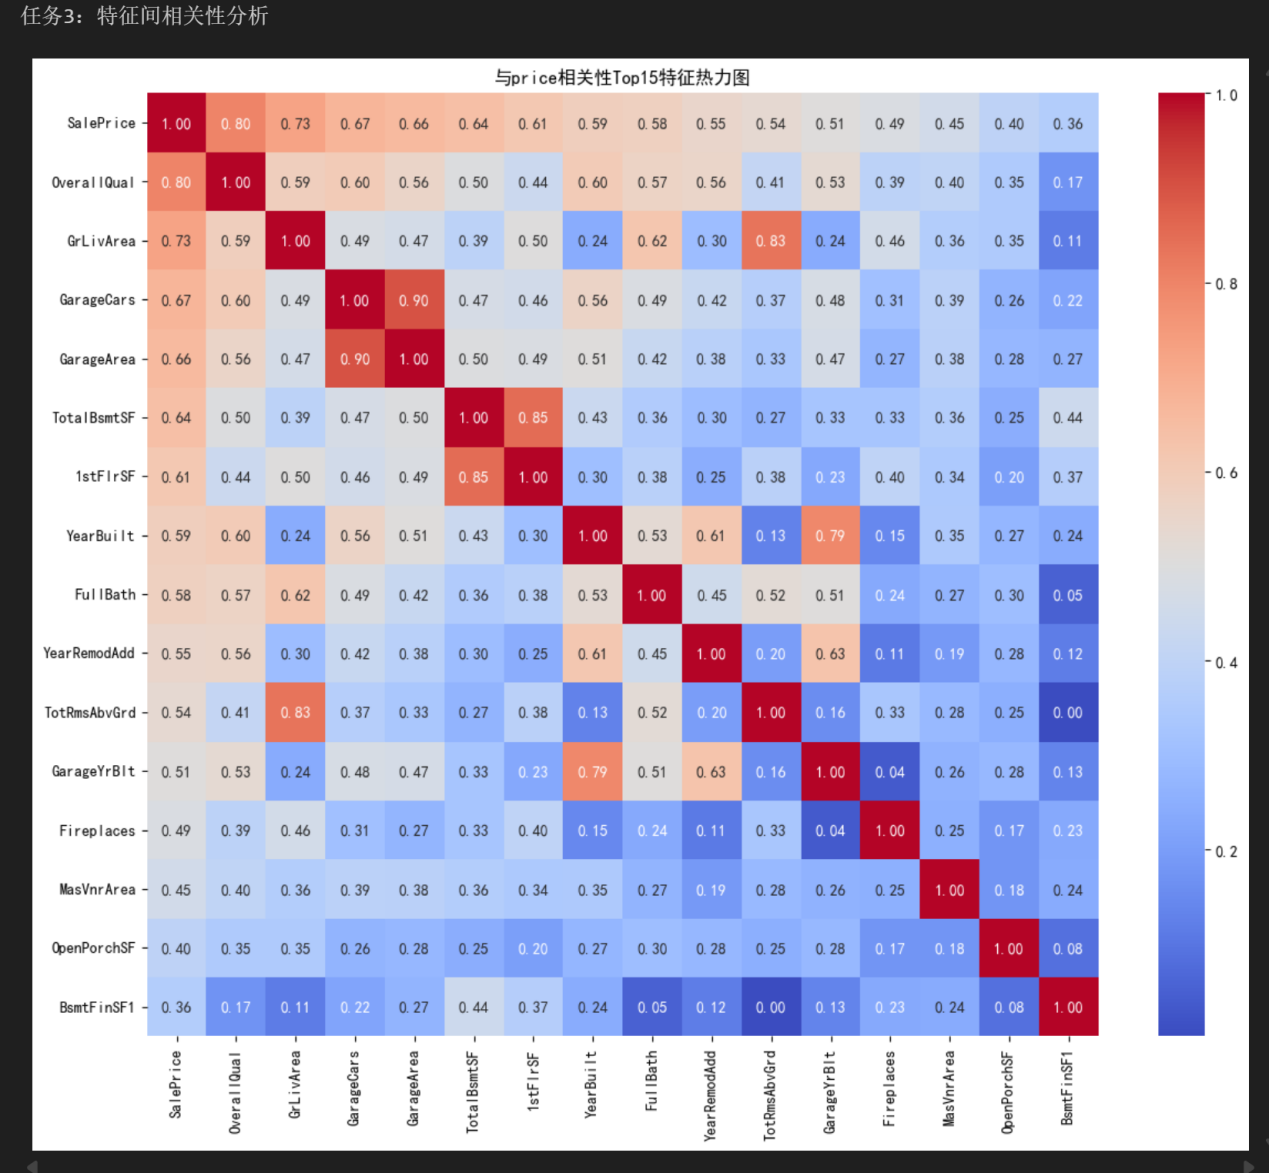 任务3：特征间相关性分析
与price相关性Top15特征热力图
SalePrice 1.00 0.80 0.73 0.67 0.66 0.64 0.61 0.59 0.58 0.55 0.54 0.51 0.49 0.45 0.40 0.36
OverallQual 0.80 1.00 0.59 0.60 0.56 0.50 0.44 0.60 0.57 0.56 0.41 0.53 0.39 0.40 0.35 0.17
GrLivArea 0.73 0.59 1.00 0.49 0.47 0.39 0.50 0.24 0.62 0.30 0.83 0.24 0.46 0.36 0.35 0.11
GarageCars 0.67 0.60 0.49 1.00 0.90 0.47 0.46 0.56 0.49 0.42 0.37 0.48 0.31 0.39 0.26 0.22
GarageArea 0.66 0.56 0.47 0.90 1.00 0.50 0.49 0.51 0.42 0.38 0.33 0.47 0.27 0.38 0.28 0.27
TotalBsmtSF 0.64 0.50 0.39 0.47 0.50 1.00 0.85 0.43 0.36 0.30 0.27 0.33 0.33 0.36 0.25 0.44
1stFlrSF 0.61 0.44 0.50 0.46 0.49 0.85 1.00 0.30 0.38 0.25 0.38 0.23 0.40 0.34 0.20 0.37
YearBuilt 0.59 0.60 0.24 0.56 0.51 0.43 0.30 1.00 0.53 0.61 0.13 0.79 0.15 0.35 0.27 0.24
FullBath 0.58 0.57 0.62 0.49 0.42 0.36 0.38 0.53 1.00 0.45 0.52 0.51 0.24 0.27 0.30 0.05
YearRemodAdd 0.55 0.56 0.30 0.42 0.38 0.30 0.25 0.61 0.45 1.00 0.20 0.63 0.11 0.19 0.28 0.12
TotRmsAbvGrd 0.54 0.41 0.83 0.37 0.33 0.27 0.38 0.13 0.52 0.20 1.00 0.16 0.33 0.28 0.25 0.00
GarageYrBlt 0.51 0.53 0.24 0.48 0.47 0.33 0.23 0.79 0.51 0.63 0.16 1.00 0.04 0.26 0.28 0.13
Fireplaces 0.49 0.39 0.46 0.31 0.27 0.33 0.40 0.15 0.24 0.11 0.33 0.04 1.00 0.25 0.17 0.23
MasVnrArea 0.45 0.40 0.36 0.39 0.38 0.36 0.34 0.35 0.27 0.19 0.28 0.26 0.25 1.00 0.18 0.24
OpenPorchSF 0.40 0.35 0.35 0.26 0.28 0.25 0.20 0.27 0.30 0.28 0.25 0.28 0.17 0.18 1.00 0.08
BsmtFinSF1 0.36 0.17 0.11 0.22 0.27 0.44 0.37 0.24 0.05 0.12 0.00 0.13 0.23 0.24 0.08 1.00
SalePrice OverallQual GrLivArea GarageCars GarageArea TotalBsmtSF 1stFlrSF YearBuilt FullBath YearRemodAdd TotRmsAbvGrd GarageYrBlt Fireplaces MasVnrArea OpenPorchSF BsmtFinSF1
1.0
0.8
0.6
0.4
0.2